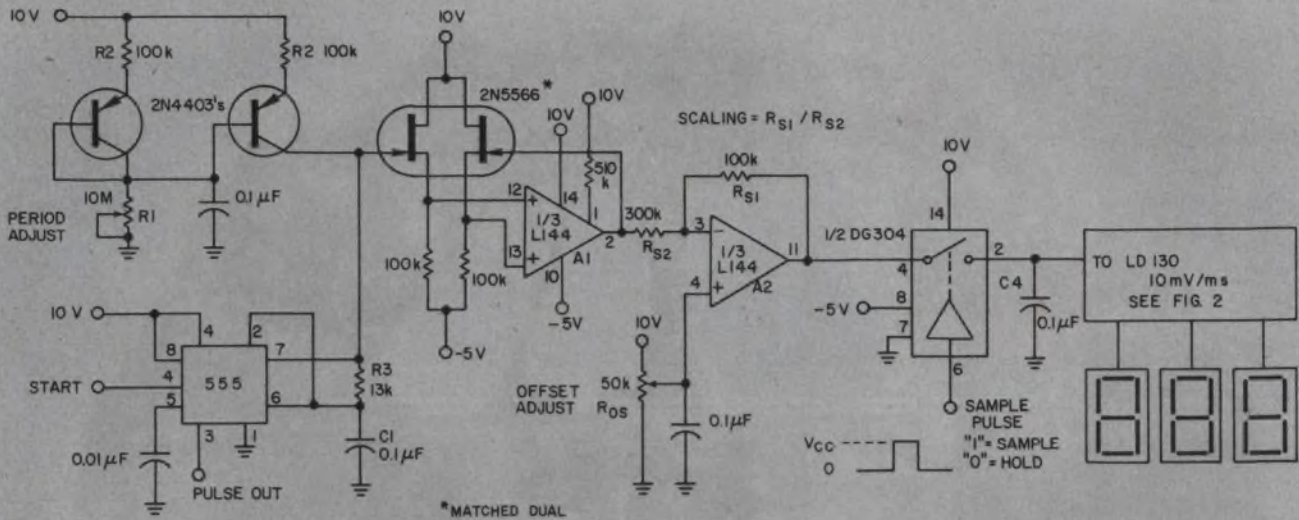 10V
R2
100k
R2 100k
2N4403's
10M
R1
PERIOD
ADJUST
0.1µF
10V
2N5566 *
10V
10V
510
k
12
14
1
1/3
L144
13
A1
2
10
-5V
100k
100k
-5V
300k
RS2
SCALING = RS1 / RS2
100k
RS1
3
1/3
L144
11
4
A2
10V
OFFSET
ADJUST
50k
ROS
0.1µF
1/2 DG304
10V
14
4
2
8
-5V
7
6
C4
0.1µF
SAMPLE
PULSE
"1"= SAMPLE
"0"= HOLD
VCC
0
TO LD 130
10mV/ms
SEE FIG. 2
888
10V
4
2
8
7
START
4
555
6
5
3
1
0.01µF
PULSE OUT
R3
13k
C1
0.1µF
*MATCHED DUAL